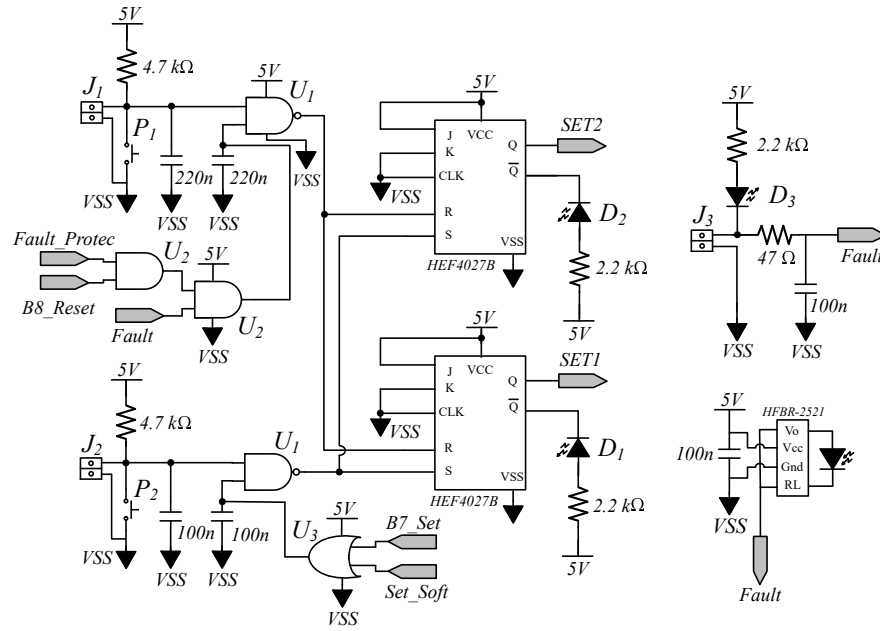 5V
4.7 kΩ
J1
P1
VSS
VSS
220n
VSS
220n
5V
U1
VSS
Fault_Protec
B8_Reset
Fault
U2
5V
U2
VSS
5V
VCC
J
K
CLK
R
S
Q
Q
VSS
HEF4027B
VSS
SET2
D2
2.2 kΩ
5V
5V
4.7 kΩ
J2
P2
VSS
VSS
100n
VSS
100n
U1
U3
5V
B7_Set
Set_Soft
VSS
5V
VCC
J
K
CLK
R
S
Q
Q
VSS
HEF4027B
VSS
SET1
D1
2.2 kΩ
5V
5V
2.2 kΩ
D3
J3
47 Ω
Fault
100n
VSS
VSS
5V
100n
VSS
HFBR-2521
Vo
Vcc
Gnd
RL
Fault